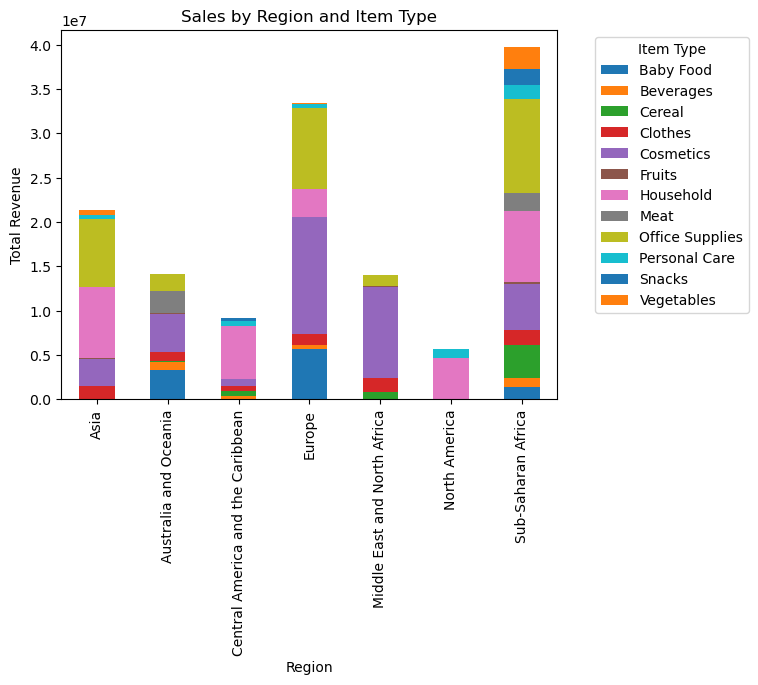 Sales by Region and Item Type
1e7
Total Revenue
4.0
3.5
3.0
2.5
2.0
1.5
1.0
0.5
0.0
Asia
Australia and Oceania
Central America and the Caribbean
Europe
Middle East and North Africa
North America
Sub-Saharan Africa
Region
Item Type
Baby Food
Beverages
Cereal
Clothes
Cosmetics
Fruits
Household
Meat
Office Supplies
Personal Care
Snacks
Vegetables